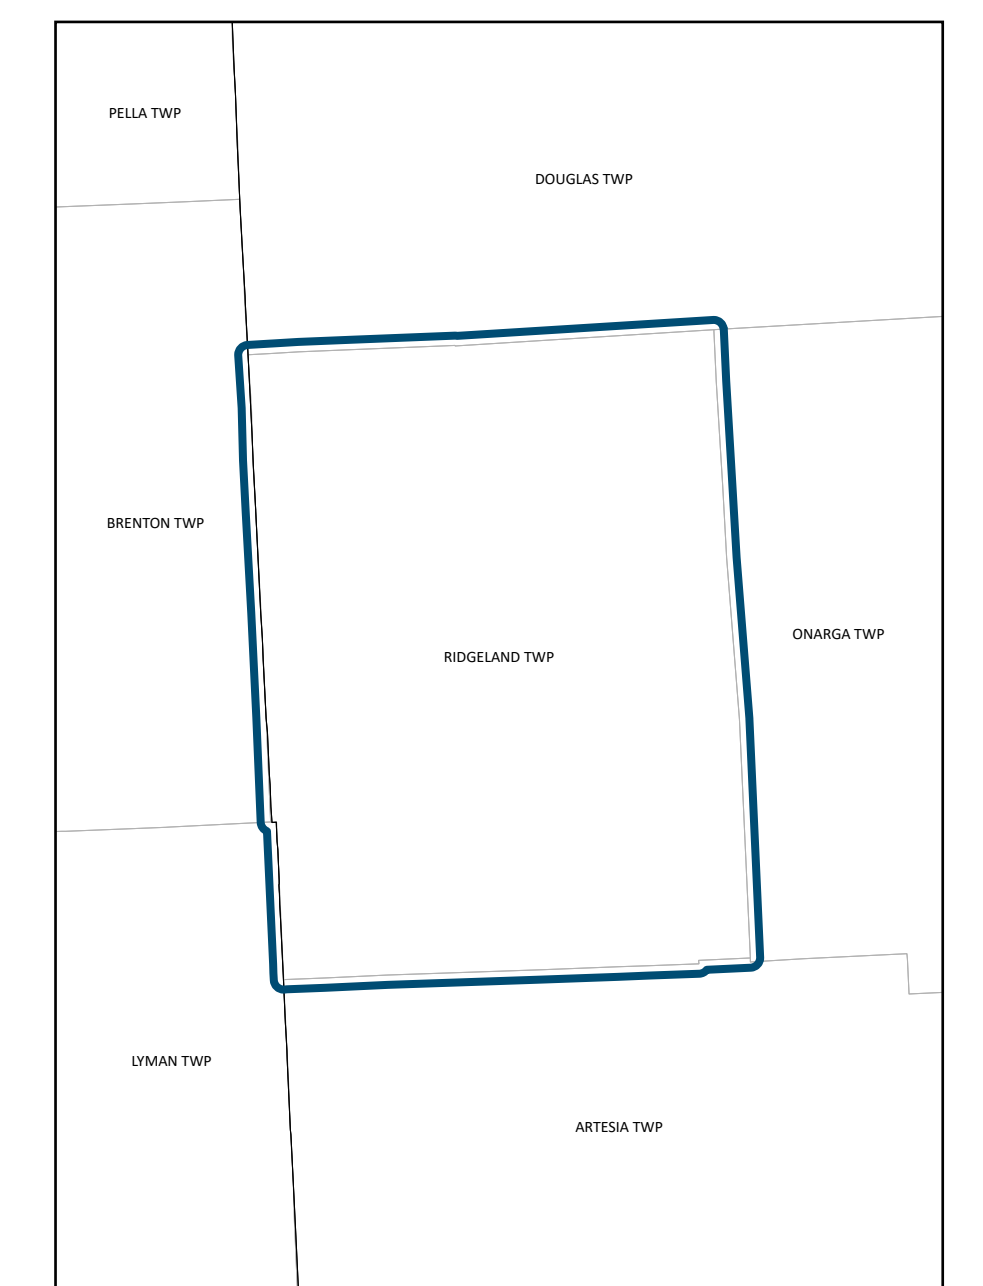 PELLA TWP
DOUGLAS TWP
BRENTON TWP
ONARGA TWP
RIDGELAND TWP
LYMAN TWP
ARTESIA TWP